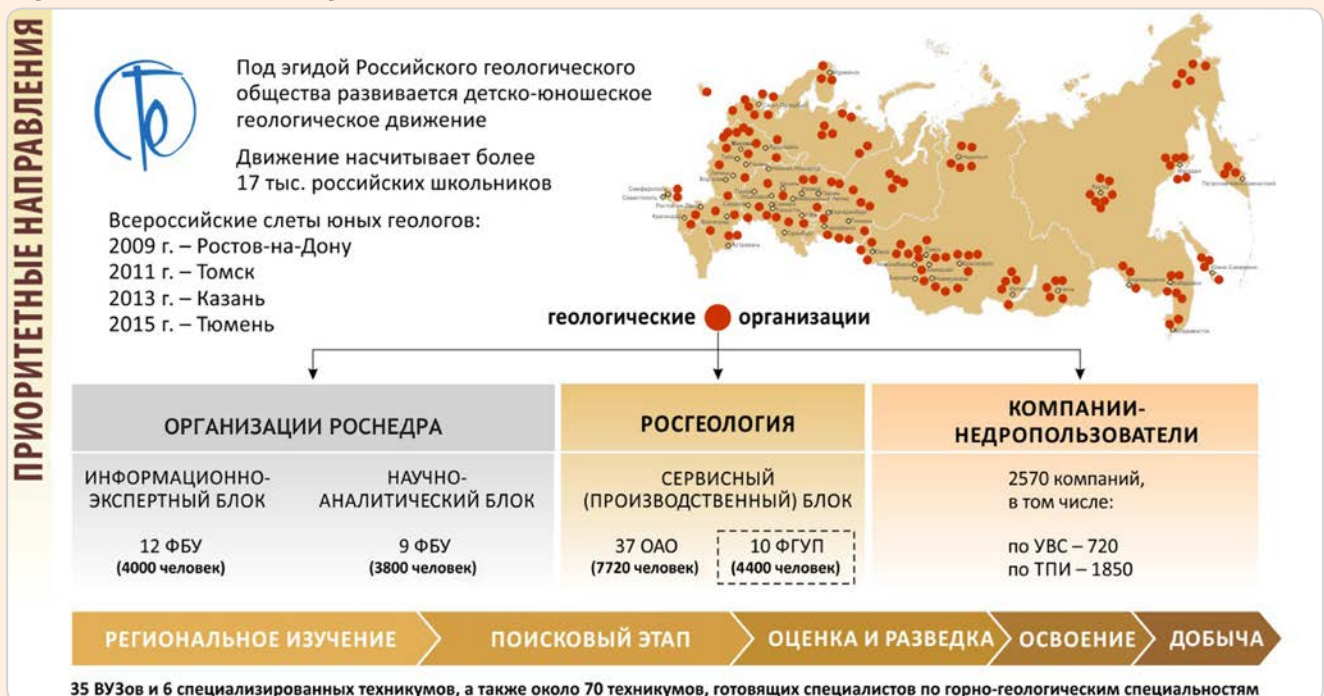 ПРИОРИТЕТНЫЕ НАПРАВЛЕНИЯ
Под эгидой Российского геологического
общества развивается детско-юношеское
геологическое движение
Движение насчитывает более
17 тыс. российских школьников
Всероссийские слеты юных геологов:
2009 г. – Ростов-на-Дону
2011 г. – Томск
2013 г. – Казань
2015 г. – Тюмень
геологические организации
ОРГАНИЗАЦИИ РОСНЕДРА
ИНФОРМАЦИОННО-
ЭКСПЕРТНЫЙ БЛОК
12 ФБУ
(4000 человек)
НАУЧНО-
АНАЛИТИЧЕСКИЙ БЛОК
9 ФБУ
(3800 человек)
РОСГЕОЛОГИЯ
СЕРВИСНЫЙ
(ПРОИЗВОДСТВЕННЫЙ) БЛОК
37 ОАО
(7720 человек)
10 ФГУП
(4400 человек)
КОМПАНИИ-
НЕДРОПОЛЬЗОВАТЕЛИ
2570 компаний,
в том числе:
по УВС – 720
по ТПИ – 1850
РЕГИОНАЛЬНОЕ ИЗУЧЕНИЕ
ПОИСКОВЫЙ ЭТАП
ОЦЕНКА И РАЗВЕДКА
ОСВОЕНИЕ
ДОБЫЧА
35 ВУЗов и 6 специализированных техникумов, а также около 70 техникумов, готовящих специалистов по горно-геологическим специальностям